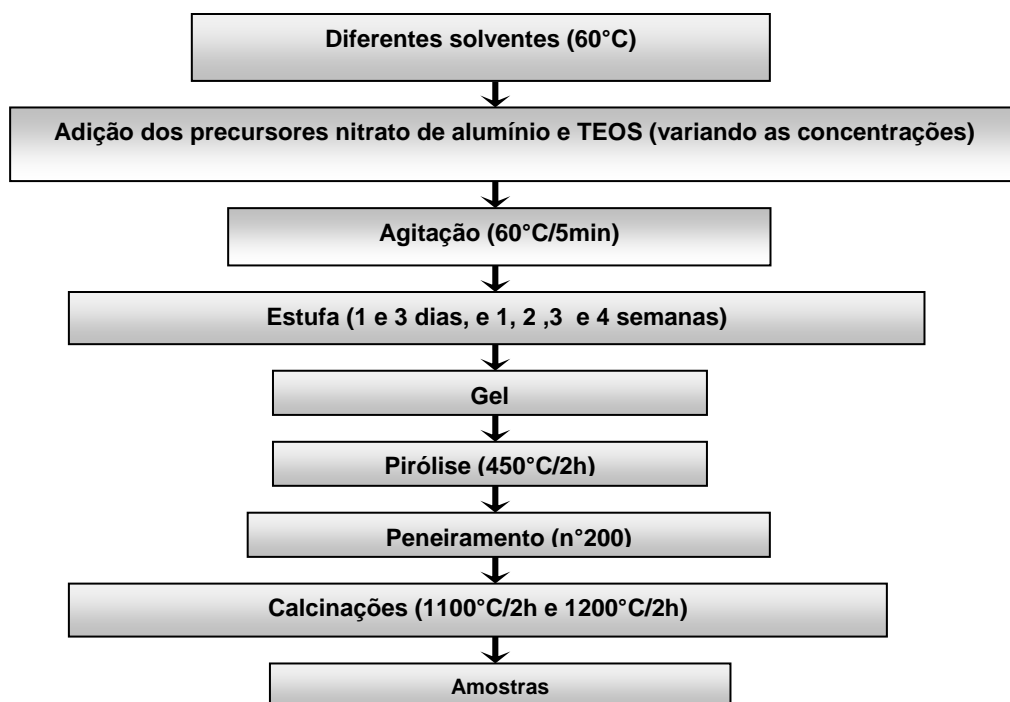 Diferentes solventes (60°C)
Adição dos precursores nitrato de alumínio e TEOS (variando as concentrações)
Agitação (60°C/5min)
Estufa (1 e 3 dias, e 1, 2 ,3 e 4 semanas)
Gel
Pirólise (450°C/2h)
Peneiramento (n°200)
Calcinações (1100°C/2h e 1200°C/2h)
Amostras